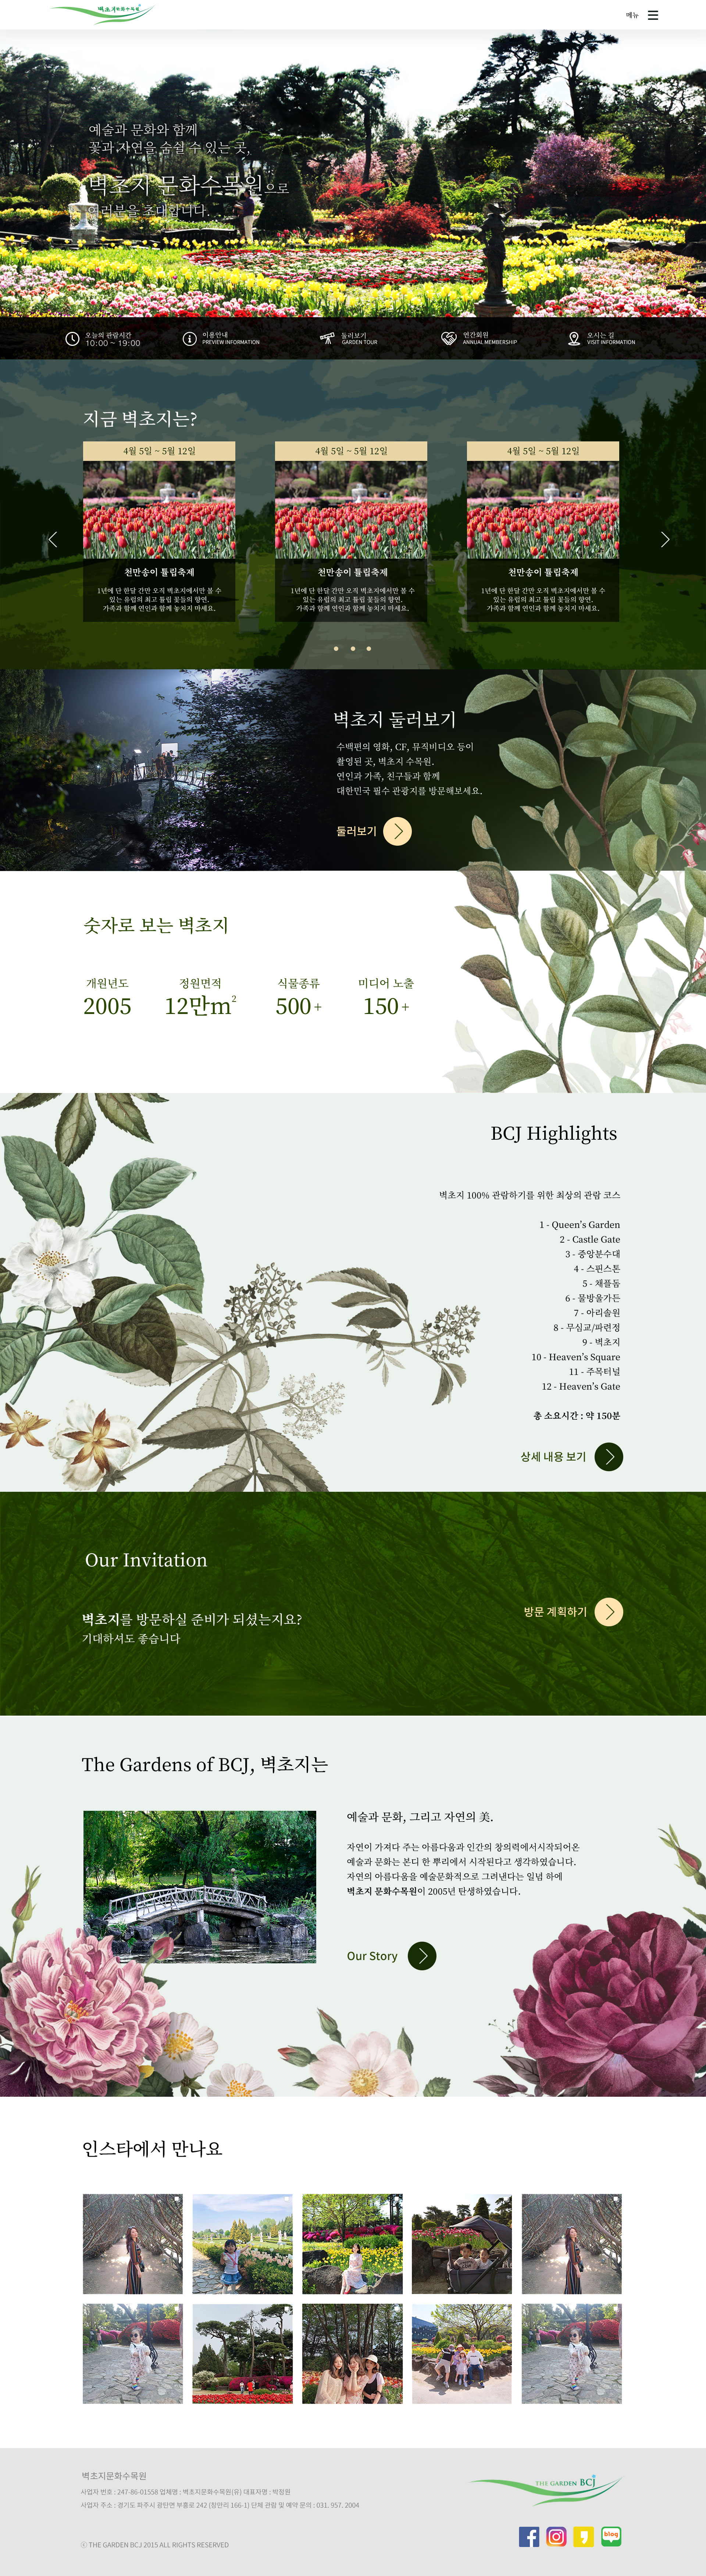 벽초지문화수목원
메뉴
예술과 문화와 함께
꽃과 자연을 숨쉴 수 있는 곳,
벽초지 문화수목원으로
여러분을 초대합니다.
오늘의 관람시간
10:00 ~ 19:00
이용안내
PREVIEW INFORMATION
둘러보기
GARDEN TOUR
연간회원
ANNUAL MEMBERSHIP
오시는 길
VISIT INFORMATION
지금 벽초지는?
4월 5일 ~ 5월 12일
천만송이 튤립축제
1년에 단 한달 간만 오직 벽초지에서만 볼 수
있는 유럽의 최고 튤립 꽃들의 향연.
가족과 함께 연인과 함께 놓치지 마세요.
4월 5일 ~ 5월 12일
천만송이 튤립축제
1년에 단 한달 간만 오직 벽초지에서만 볼 수
있는 유럽의 최고 튤립 꽃들의 향연.
가족과 함께 연인과 함께 놓치지 마세요.
4월 5일 ~ 5월 12일
천만송이 튤립축제
1년에 단 한달 간만 오직 벽초지에서만 볼 수
있는 유럽의 최고 튤립 꽃들의 향연.
가족과 함께 연인과 함께 놓치지 마세요.
벽초지 둘러보기
수백편의 영화, CF, 뮤직비디오 등이
촬영된 곳, 벽초지 수목원.
연인과 가족, 친구들과 함께
대한민국 필수 관광지를 방문해보세요.
둘러보기
숫자로 보는 벽초지
개원년도
2005
정원면적
12만m²
식물종류
500+
미디어 노출
150+
BCJ Highlights
벽초지 100% 관람하기를 위한 최상의 관람 코스
1 - Queen's Garden
2 - Castle Gate
3 - 중앙분수대
4 - 스핀스톤
5 - 채플돔
6 - 물방울가든
7 - 아리솔원
8 - 무심교/파련정
9 - 벽초지
10 - Heaven's Square
11 - 주목터널
12 - Heaven's Gate
총 소요시간 : 약 150분
상세 내용 보기
Our Invitation
벽초지를 방문하실 준비가 되셨는지요?
기대하셔도 좋습니다
방문 계획하기
The Gardens of BCJ, 벽초지는
예술과 문화, 그리고 자연의 美.
자연이 가져다 주는 아름다움과 인간의 창의력에서시작되어온
예술과 문화는 본디 한 뿌리에서 시작된다고 생각하였습니다.
자연의 아름다움을 예술문화적으로 그려낸다는 일념 하에
벽초지 문화수목원이 2005년 탄생하였습니다.
Our Story
인스타에서 만나요
벽초지문화수목원
사업자 번호 : 247-86-01558 업체명 : 벽초지문화수목원(유) 대표자명 : 박정원
사업자 주소 : 경기도 파주시 광탄면 부흥로 242 (창만리 166-1) 단체 관람 및 예약 문의 : 031. 957. 2004
ⓒ THE GARDEN BCJ 2015 ALL RIGHTS RESERVED
THE GARDEN BCJ
blog